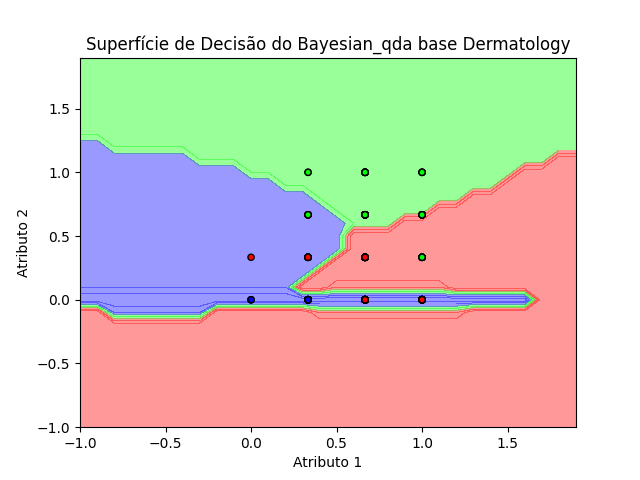 Superfície de Decisão do Bayesian_qda base Dermatology
1.5
1.0
0.5
0.0
−0.5
−1.0
Atributo 2
−1.0 −0.5 0.0 0.5 1.0 1.5
Atributo 1